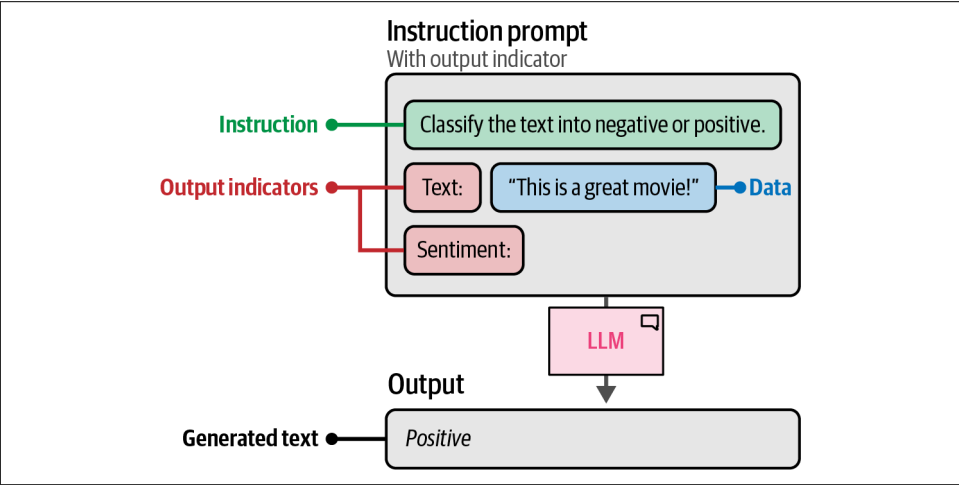 Instruction prompt
With output indicator
Instruction
Classify the text into negative or positive.
Output indicators
Text:
“This is a great movie!”
Data
Sentiment:
LLM
Output
Generated text
Positive